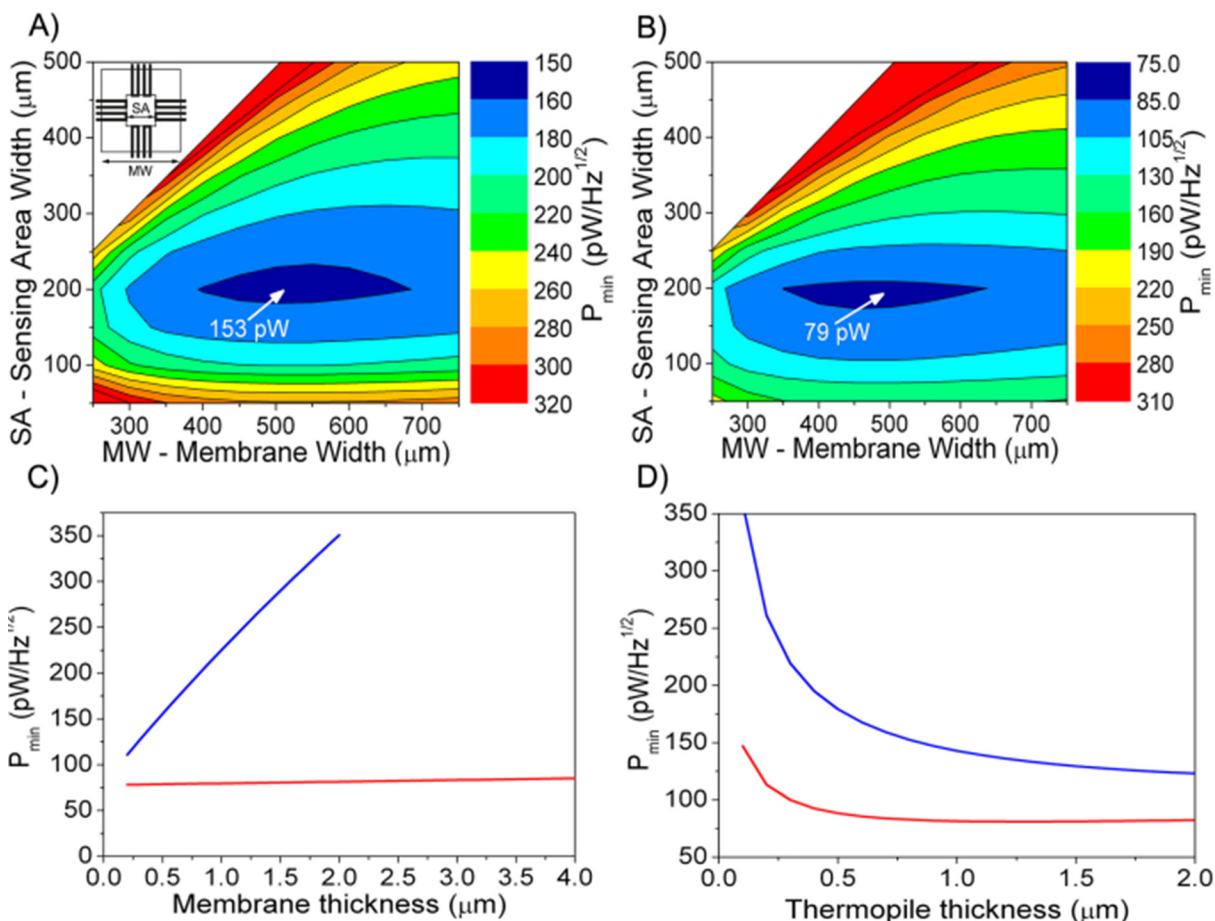 A)
SA - Sensing Area Width (μm)
500
400
300
200
100
SA
MW
153 pW
300 400 500 600 700
MW - Membrane Width (μm)
150
160
180
200
220
240
260
280
300
320
P_min (pW/Hz^1/2)
B)
SA - Sensing Area Width (μm)
500
400
300
200
100
79 pW
300 400 500 600 700
MW - Membrane Width (μm)
75.0
85.0
105
130
160
190
220
250
280
310
P_min (pW/Hz^1/2)
C)
P_min (pW/Hz^1/2)
350
300
250
200
150
100
50
0
0.0 0.5 1.0 1.5 2.0 2.5 3.0 3.5 4.0
Membrane thickness (μm)
D)
P_min (pW/Hz^1/2)
350
300
250
200
150
100
50
0.0 0.5 1.0 1.5 2.0
Thermopile thickness (μm)